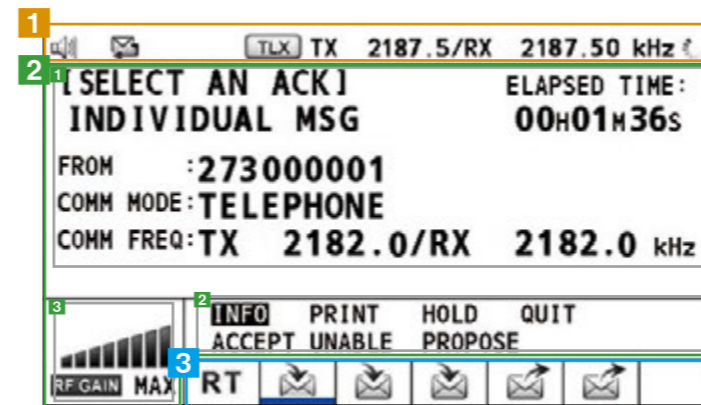 1
TLX TX 2187.5/RX 2187.50 kHz
2
1
[SELECT AN ACK] ELAPSED TIME:
INDIVIDUAL MSG 00H01M36S
FROM :273000001
COMM MODE:TELEPHONE
COMM FREQ:TX 2182.0/RX 2182.0 kHz
3
2
INFO PRINT HOLD QUIT
ACCEPT UNABLE PROPOSE
3
RF GAIN MAX RT